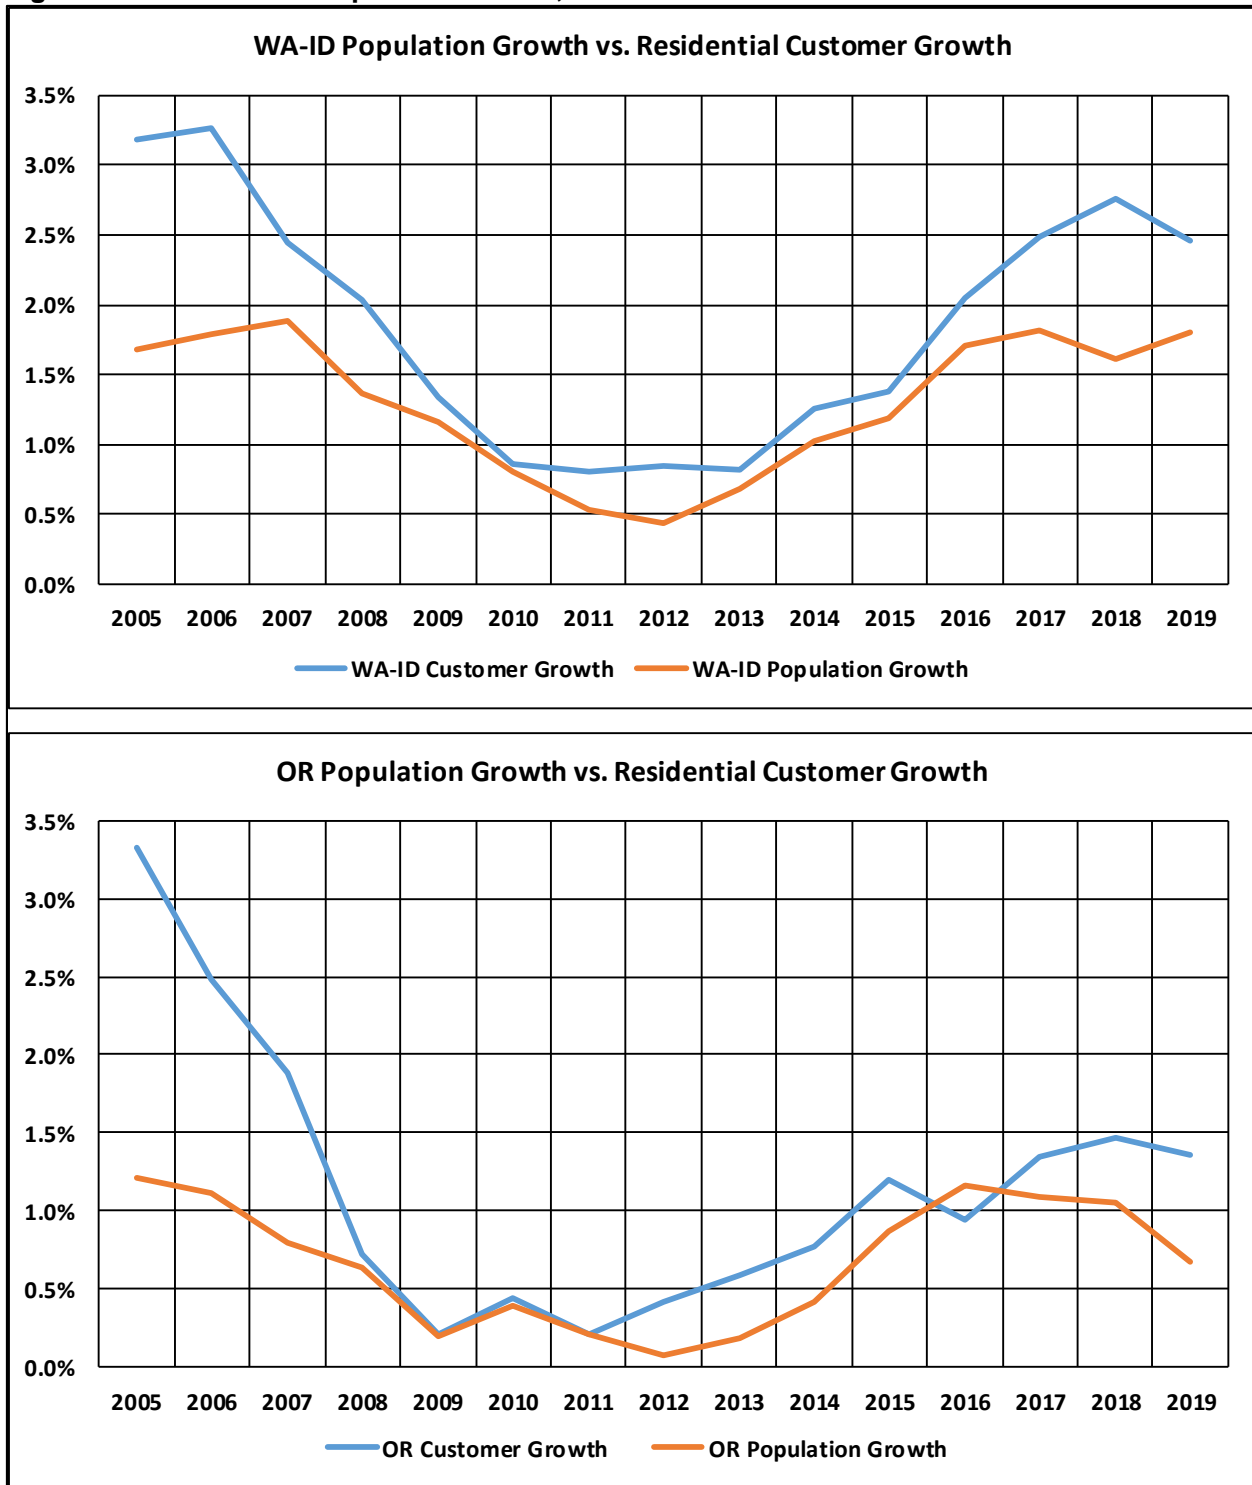 WA-ID Population Growth vs. Residential Customer Growth
3.5%
3.0%
2.5%
2.0%
1.5%
1.0%
0.5%
0.0%
2005 2006 2007 2008 2009 2010 2011 2012 2013 2014 2015 2016 2017 2018 2019
WA-ID Customer Growth WA-ID Population Growth
OR Population Growth vs. Residential Customer Growth
3.5%
3.0%
2.5%
2.0%
1.5%
1.0%
0.5%
0.0%
2005 2006 2007 2008 2009 2010 2011 2012 2013 2014 2015 2016 2017 2018 2019
OR Customer Growth OR Population Growth